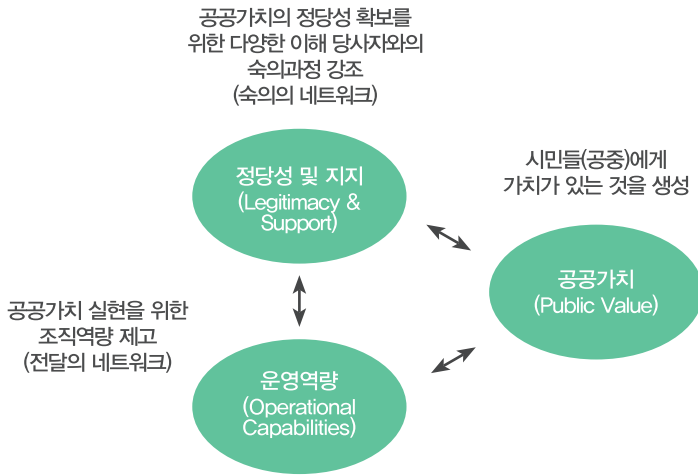 공공가치의 정당성 확보를
위한 다양한 이해 당사자와의
숙의과정 강조
(숙의의 네트워크)
정당성 및 지지
(Legitimacy &
Support)
시민들(공중)에게
가치가 있는 것을 생성
공공가치
(Public Value)
공공가치 실현을 위한
조직역량 제고
(전달의 네트워크)
운영역량
(Operational
Capabilities)